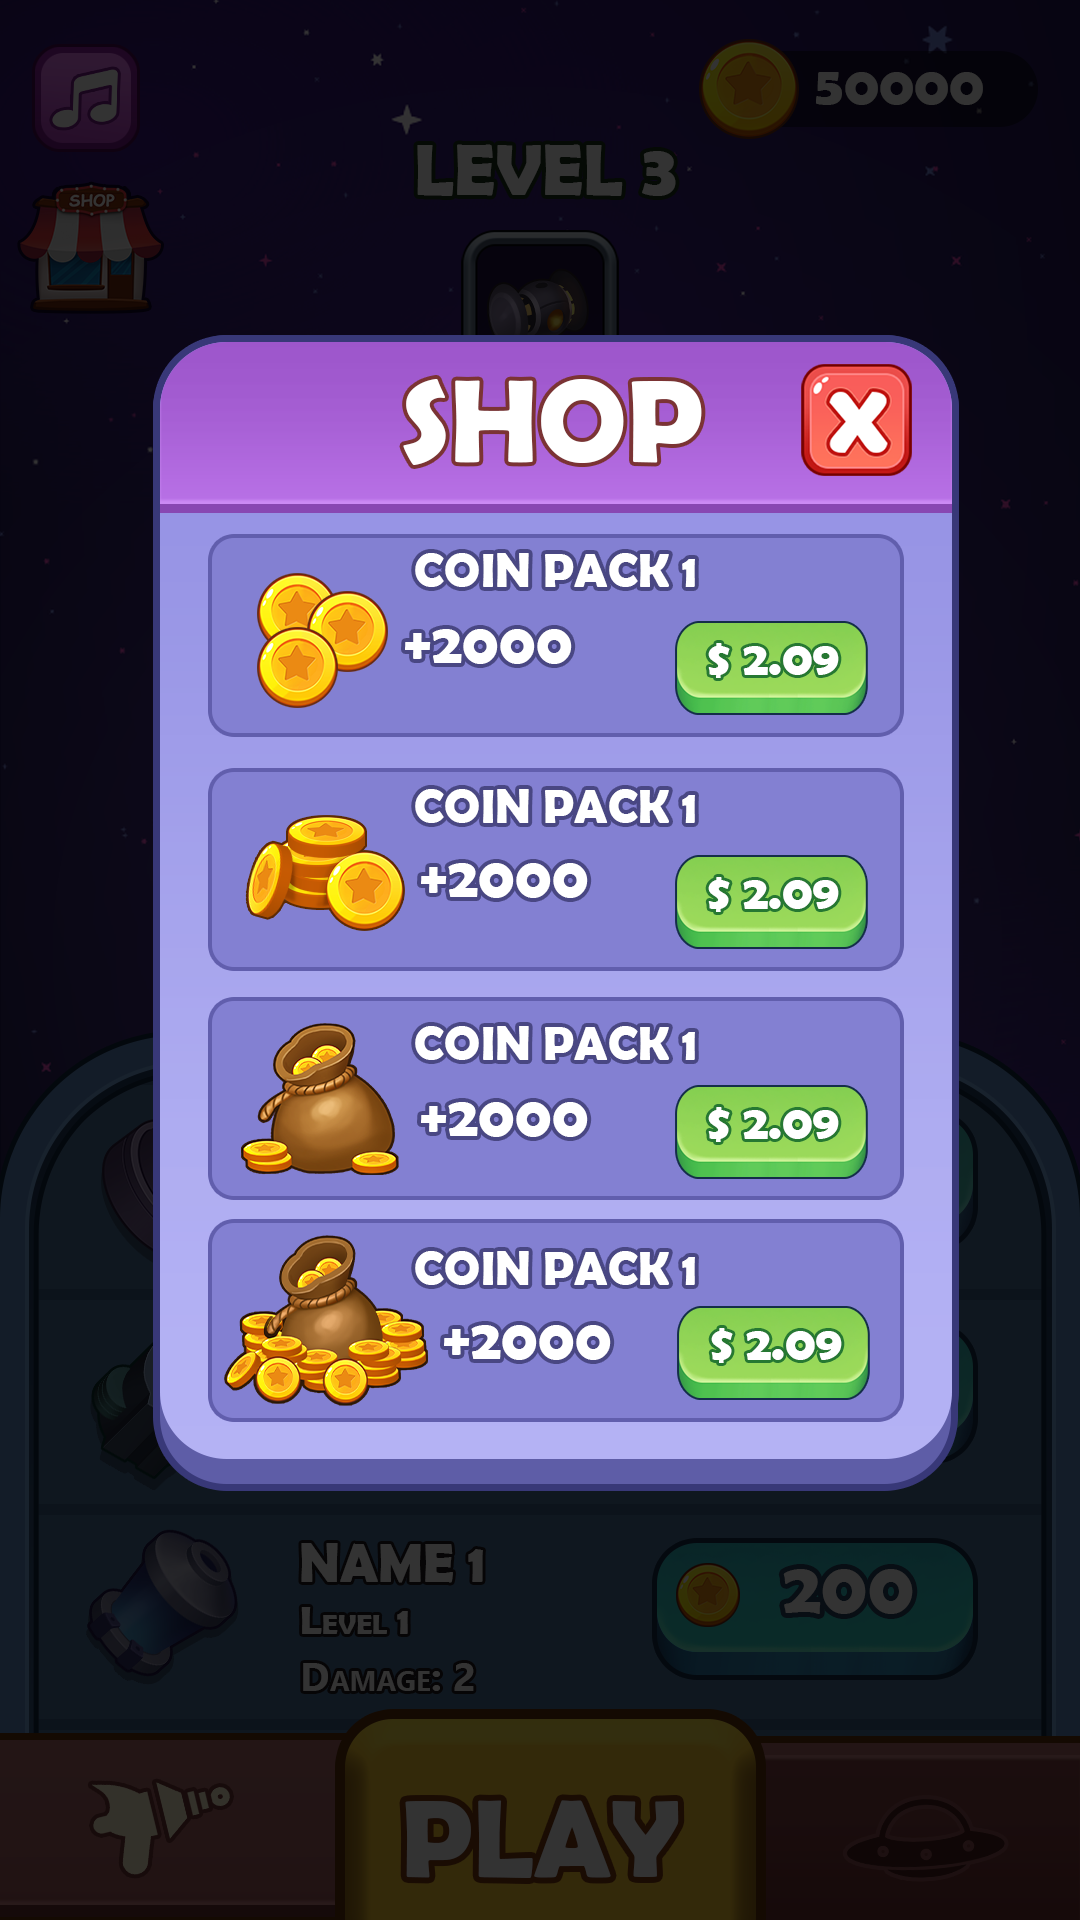 50000
LEVEL 3
SHOP
SHOP
COIN PACK 1
+2000
$ 2.09
COIN PACK 1
+2000
$ 2.09
COIN PACK 1
+2000
$ 2.09
COIN PACK 1
+2000
$ 2.09
NAME 1
200
LEVEL 1
DAMAGE: 2
PLAY